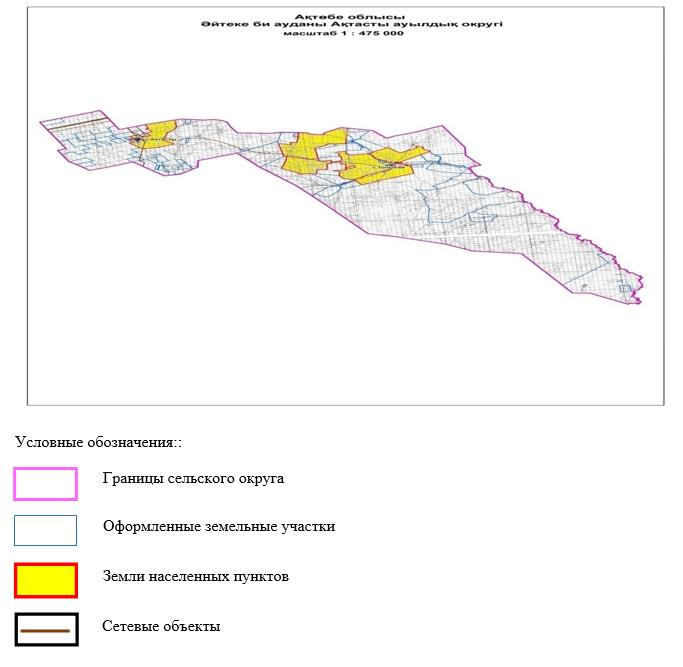 Ақтөбе облысы
Әйтеке би ауданы Ақтасты ауылдық округі
масштаб 1 : 475 000
Условные обозначения::
Границы сельского округа
Оформленные земельные участки
Земли населенных пунктов
Сетевые объекты